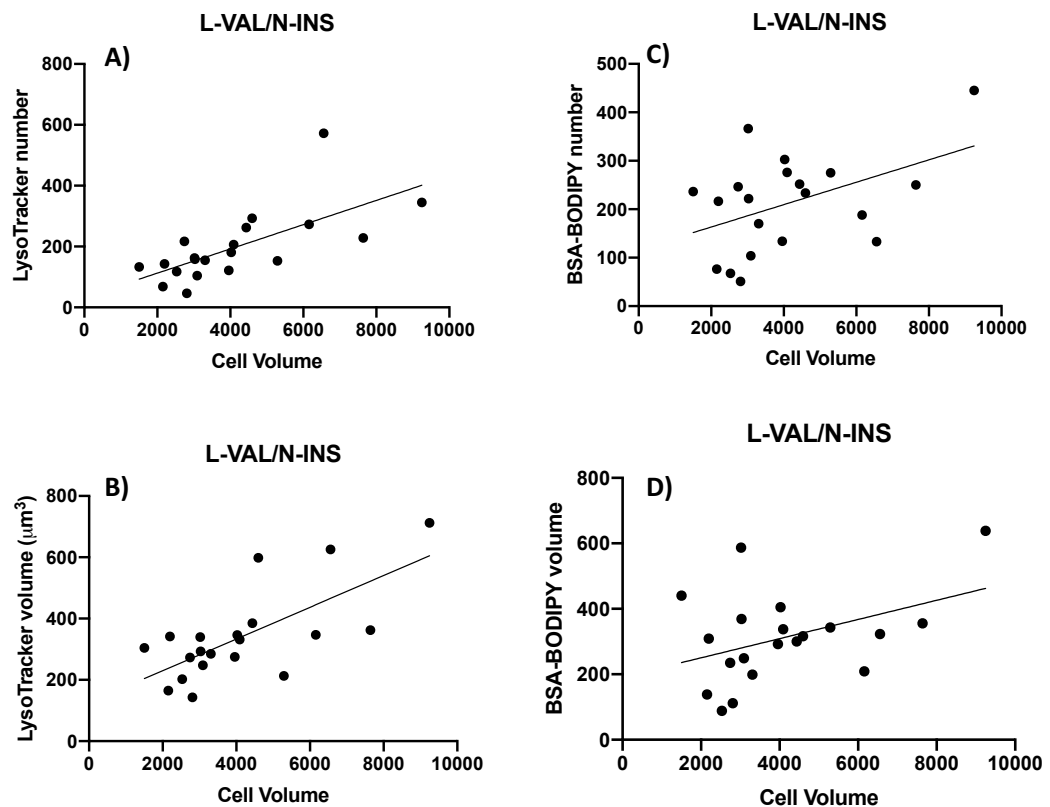 L-VAL/N-INS
A)
LysoTracker number
800
600
400
200
0
0 2000 4000 6000 8000 10000
Cell Volume
L-VAL/N-INS
C)
BSA-BODIPY number
500
400
300
200
100
0
0 2000 4000 6000 8000 10000
Cell Volume
L-VAL/N-INS
B)
LysoTracker volume (μm³)
800
600
400
200
0
0 2000 4000 6000 8000 10000
Cell Volume
L-VAL/N-INS
D)
BSA-BODIPY volume
800
600
400
200
0
0 2000 4000 6000 8000 10000
Cell Volume